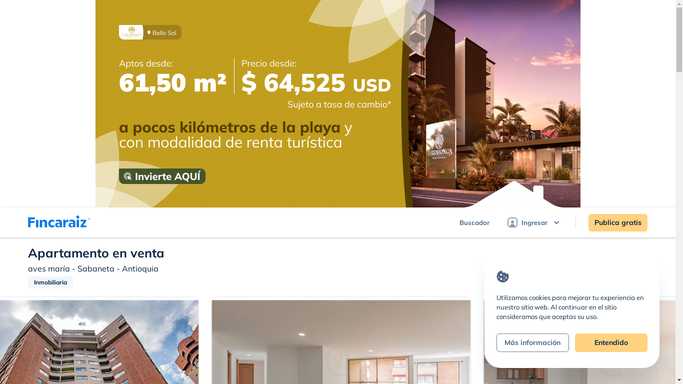 Bello Sol
Aptos desde:
61,50 m²
Precio desde:
$ 64,525 USD
Sujeto a tasa de cambio*
a pocos kilómetros de la playa y
con modalidad de renta turística
Invierte AQUÍ
Fincaraiz
Buscador
Ingresar
Publica gratis
Apartamento en venta
aves maría - Sabaneta - Antioquia
Inmobiliaria
Utilizamos cookies para mejorar tu experiencia en
nuestro sitio web. Al continuar en el sitio
consideramos que aceptas su uso.
Más información
Entendido